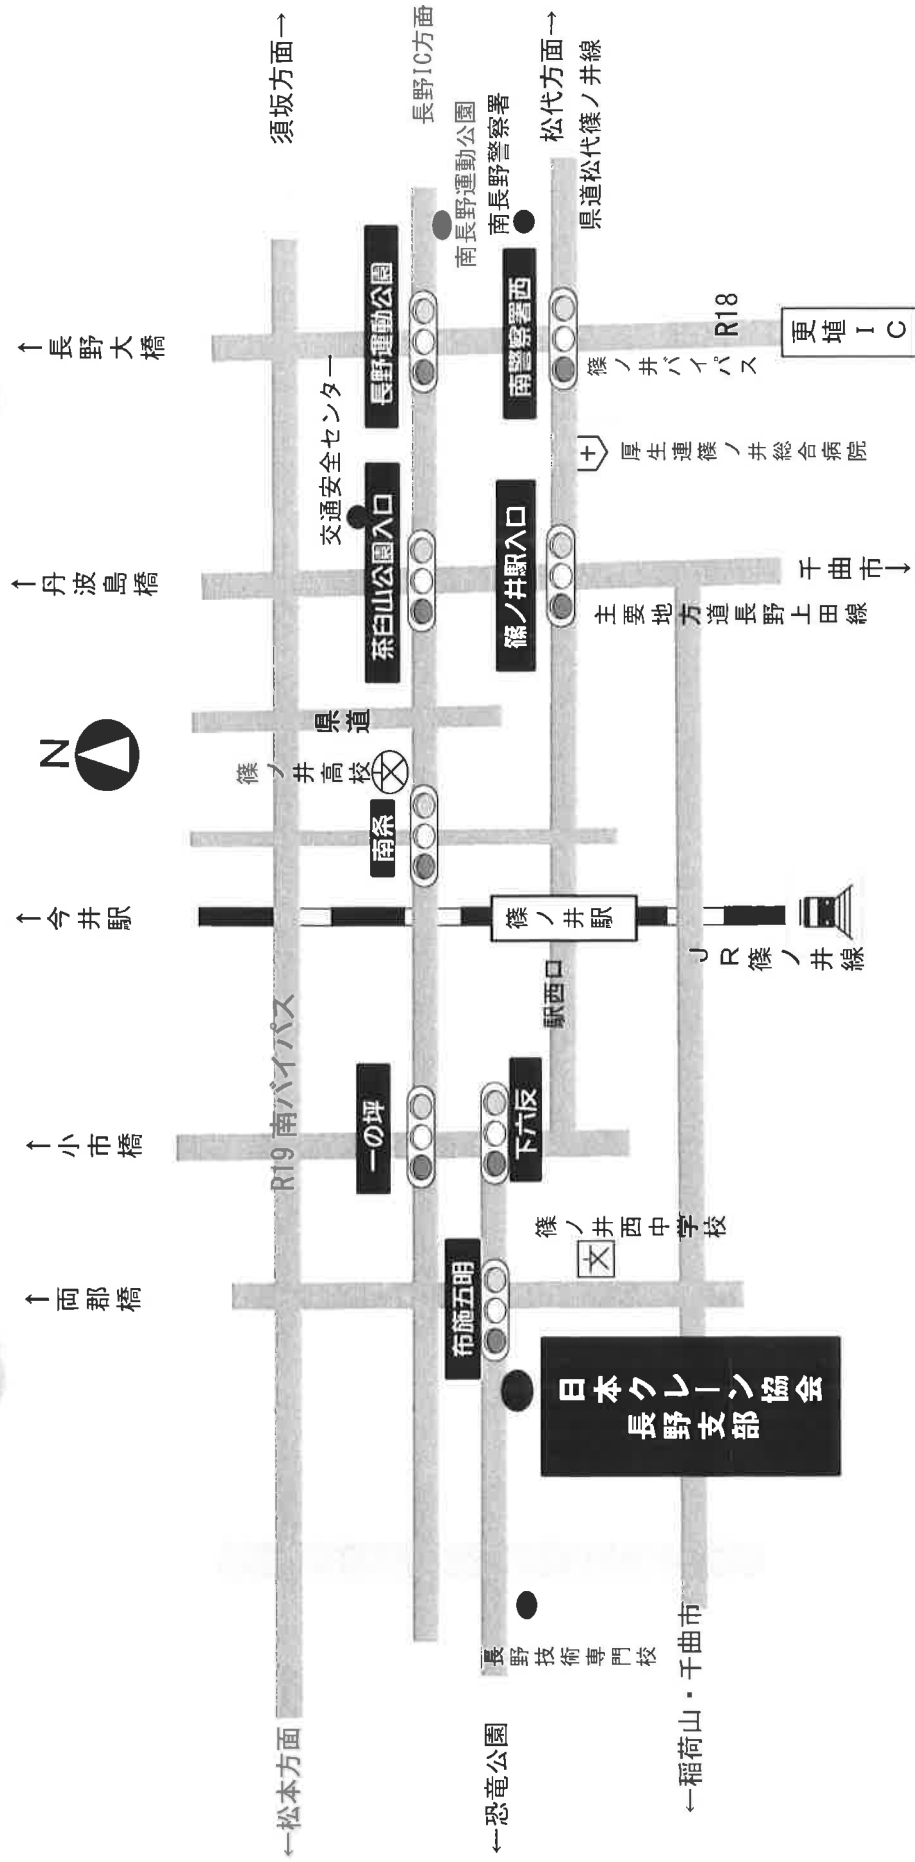 ↑両郡橋
↑小市橋
↑今井駅
N
↑丹波島橋
↑長野大橋
←松本方面
R19 南バイパス
須坂方面→
交通安全センター
篠ノ井高校
県道
一の坪
南条
茶臼山公園入口
長野運動公園
長野IC方面
南長野運動公園
布施五明
下六反
←恐竜公園
長野技術専門校
篠ノ井駅
駅西口
篠ノ井駅入口
南警察署西
南長野警察署
松代方面→
県道松代篠ノ井線
日本クレーン協会
長野支部
篠ノ井西中学校
厚生連篠ノ井総合病院
篠ノ井バイパス
R18
主要地方道長野上田線
←稲荷山・千曲市
JR篠ノ井線
千曲市↓
更埴IC